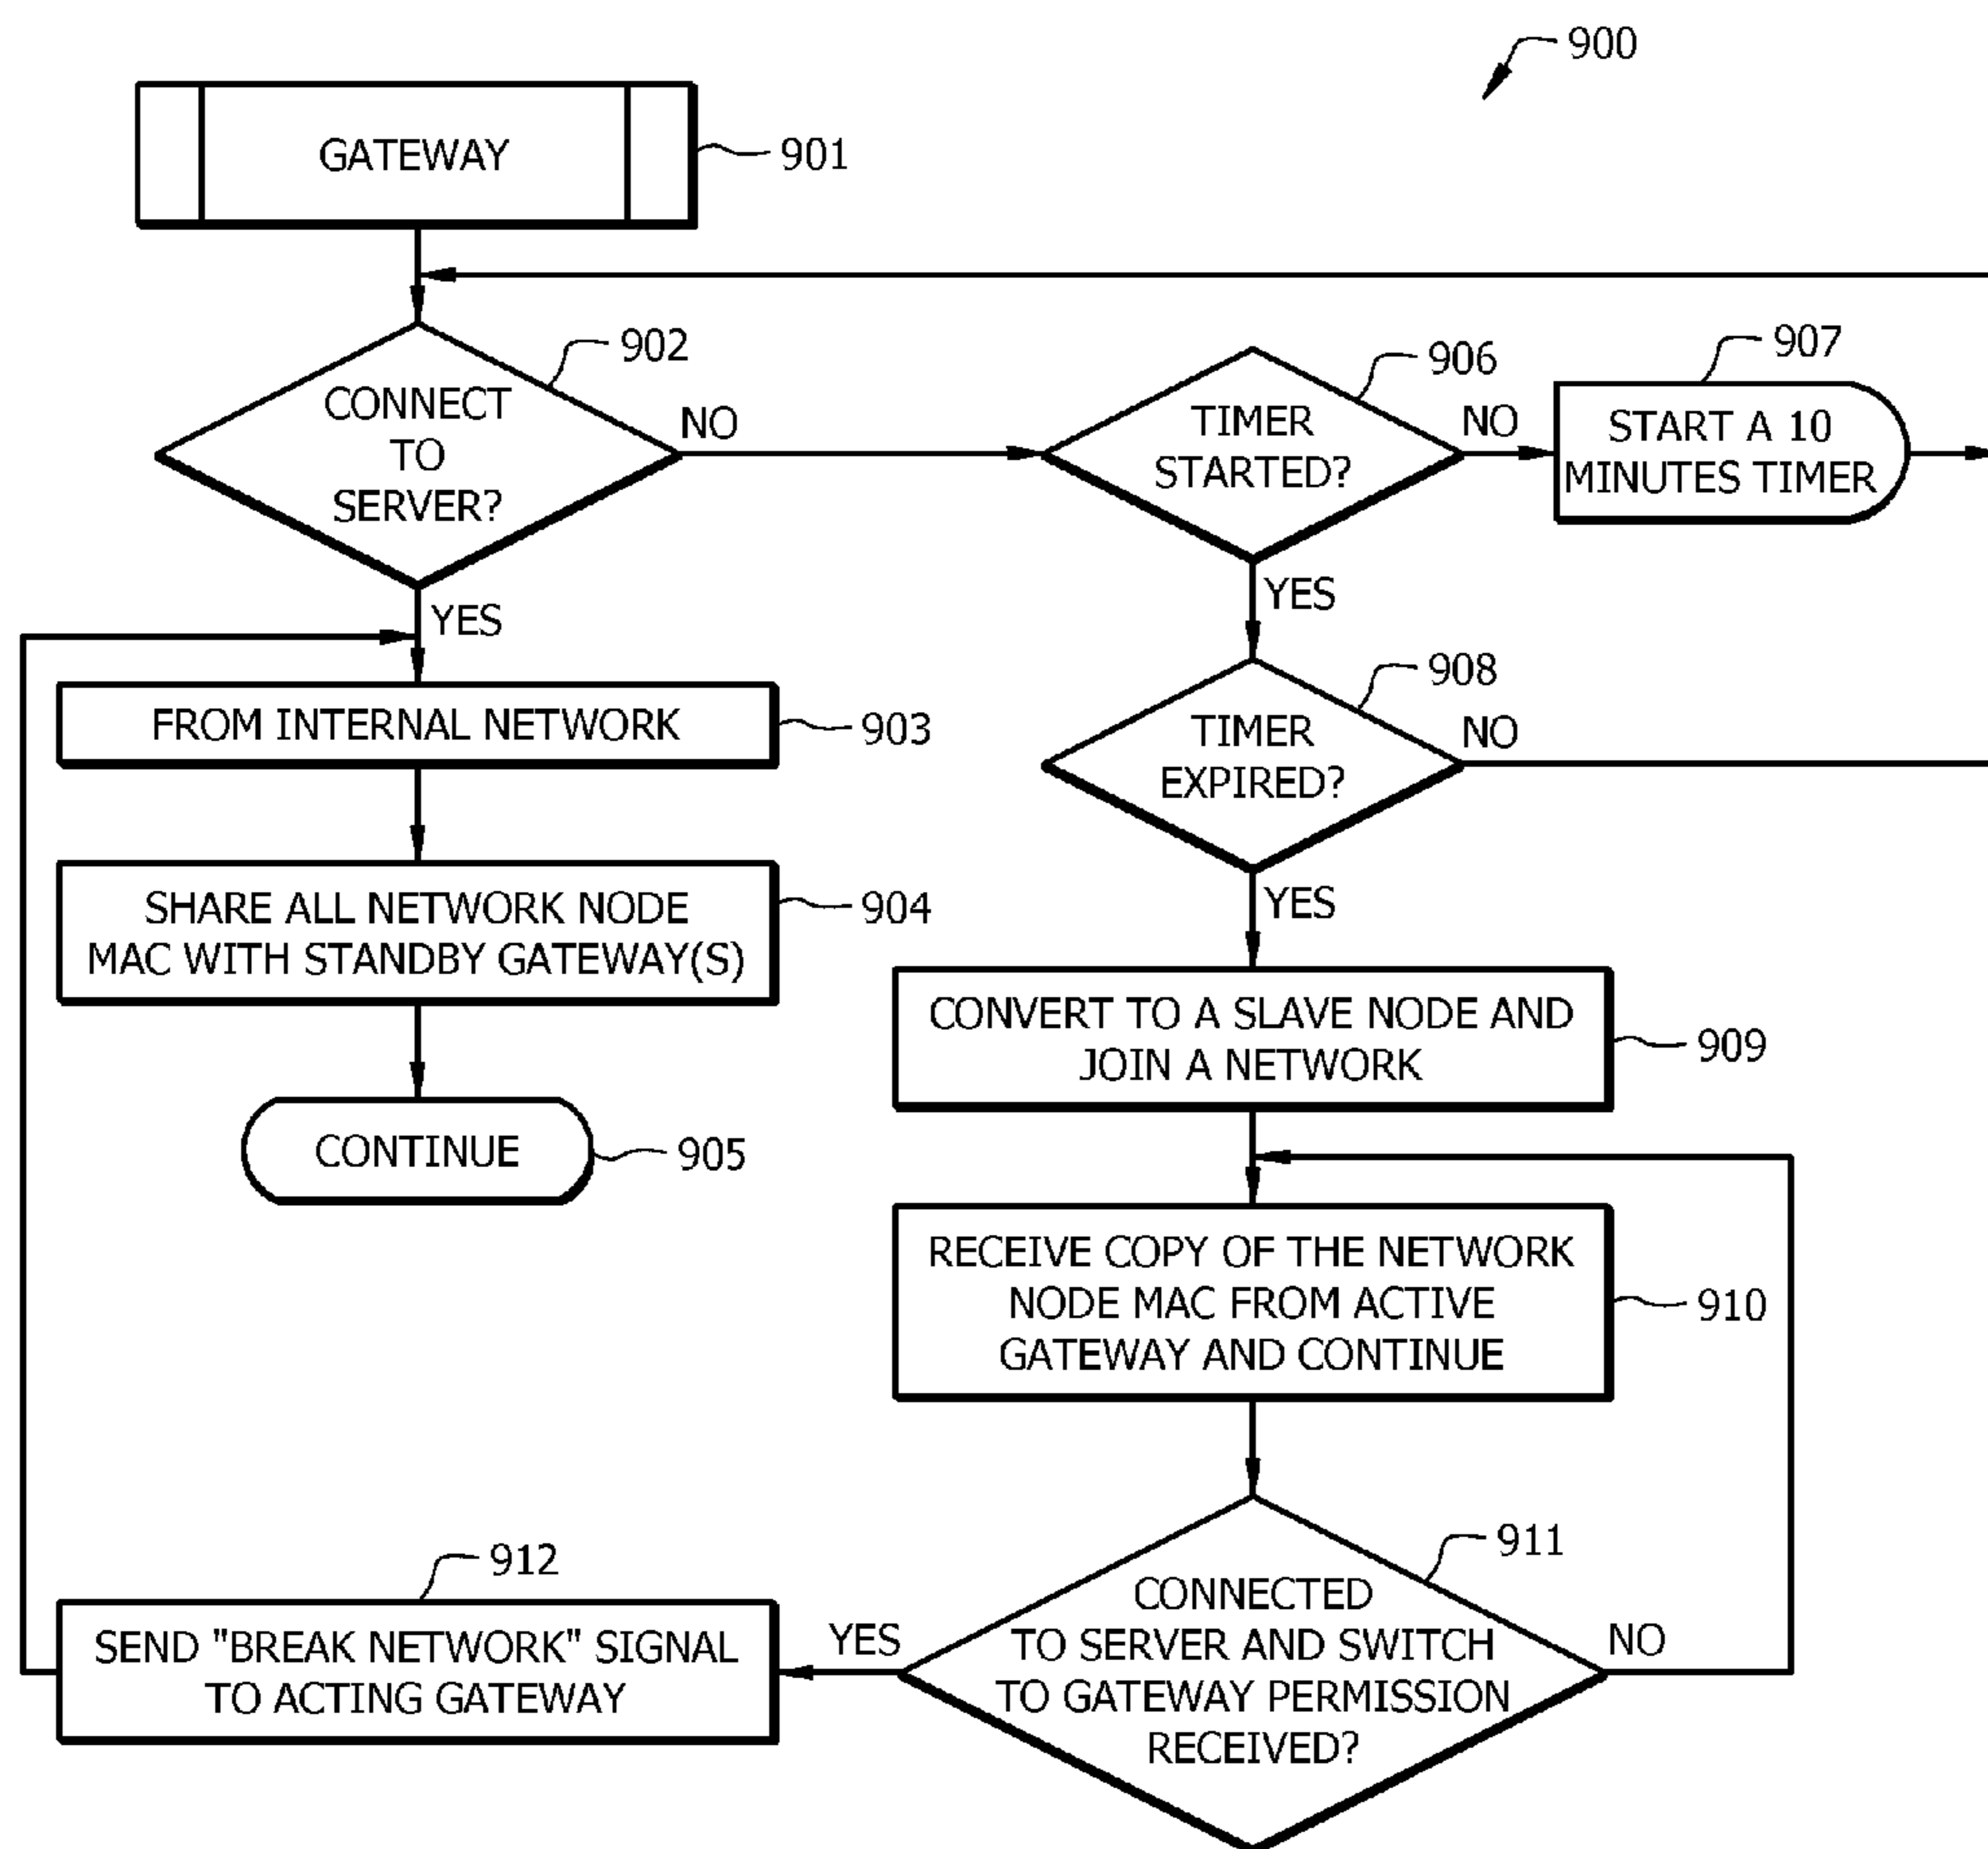 900
GATEWAY
901
CONNECT
TO
SERVER?
902
NO
YES
TIMER
STARTED?
906
NO
YES
START A 10
MINUTES TIMER
907
FROM INTERNAL NETWORK
903
TIMER
EXPIRED?
908
NO
YES
SHARE ALL NETWORK NODE
MAC WITH STANDBY GATEWAY(S)
904
CONTINUE
905
CONVERT TO A SLAVE NODE AND
JOIN A NETWORK
909
RECEIVE COPY OF THE NETWORK
NODE MAC FROM ACTIVE
GATEWAY AND CONTINUE
910
CONNECTED
TO SERVER AND SWITCH
TO GATEWAY PERMISSION
RECEIVED?
911
NO
YES
912
SEND "BREAK NETWORK" SIGNAL
TO ACTING GATEWAY